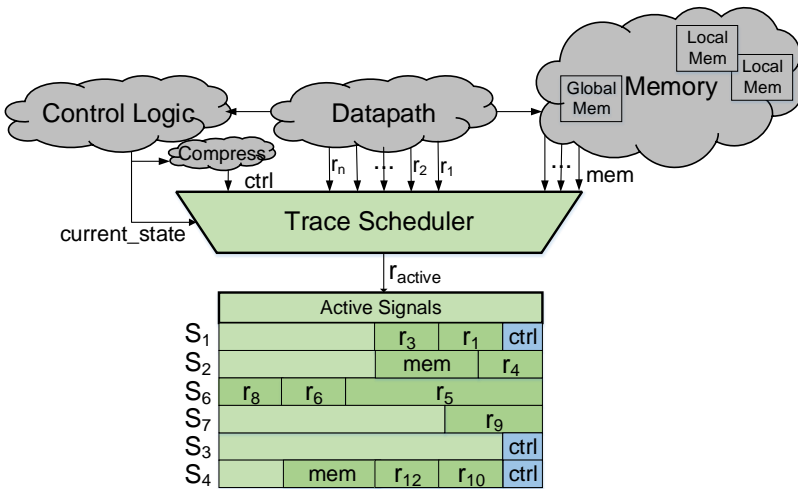 Local
Mem
Global
Mem
Memory
Local
Mem
Control Logic
Datapath
Compress
ctrl
rn
...
r2
r1
...
mem
Trace Scheduler
current_state
ractive
Active Signals
S1 r3 r1 ctrl
S2 mem r4
S6 r8 r6 r5
S7 r9
S3 ctrl
S4 mem r12 r10 ctrl